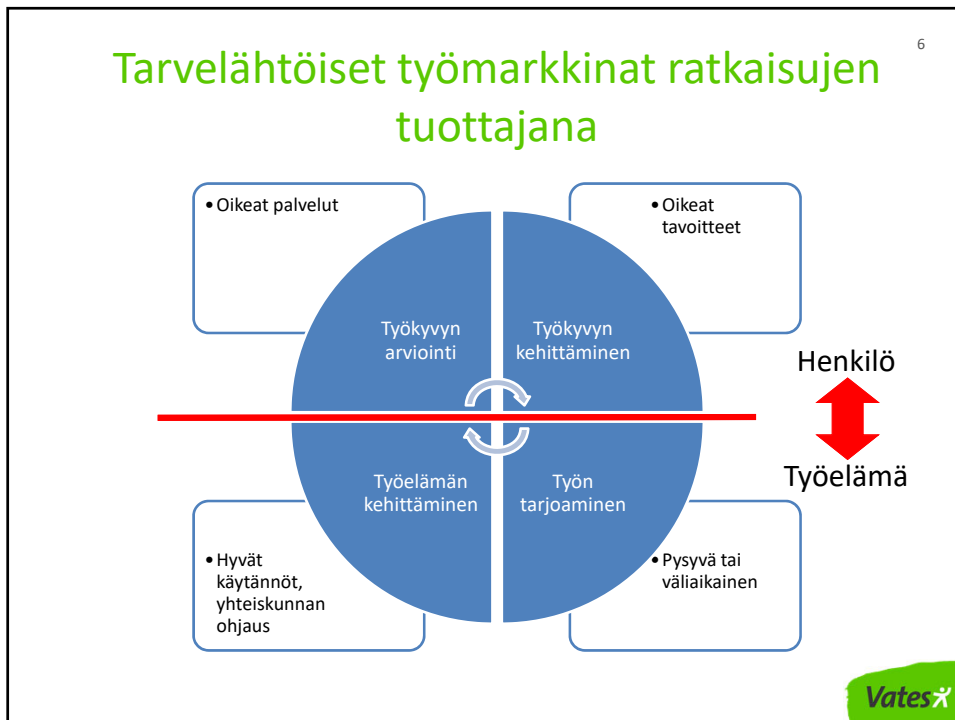 6
Tarvelähtöiset työmarkkinat ratkaisujen
tuottajana
•Oikeat palvelut
•Oikeat
tavoitteet
Työkyvyn
arviointi
Työkyvyn
kehittäminen
Henkilö
Työelämä
Työelämän
kehittäminen
Työn
tarjoaminen
•Hyvät
käytännöt,
yhteiskunnan
ohjaus
•Pysyvä tai
väliaikainen
Vates